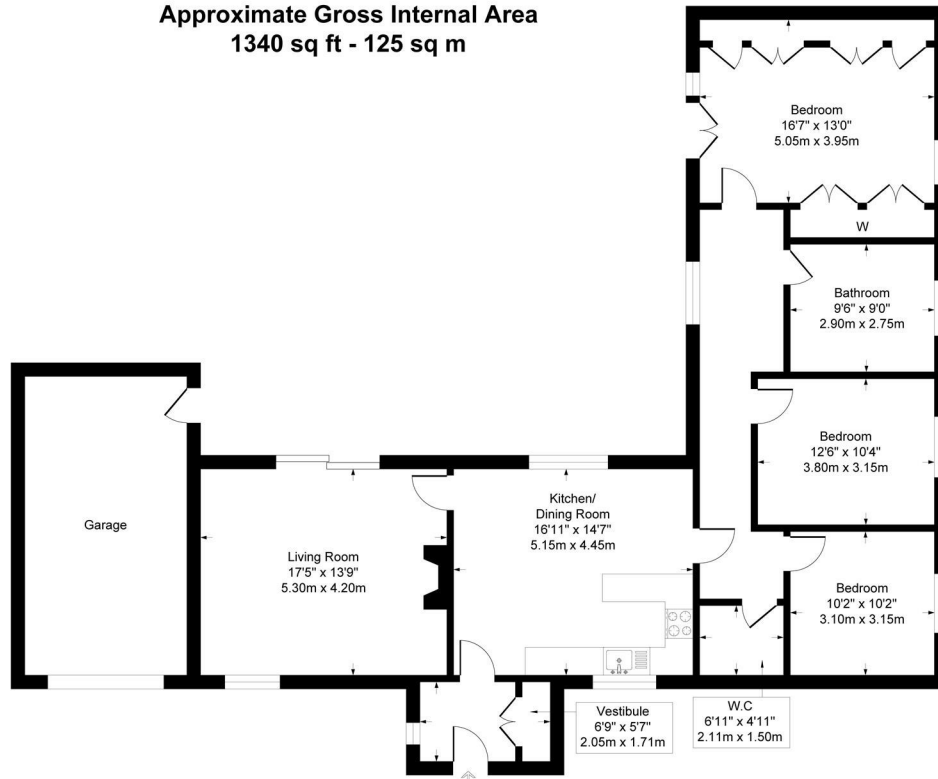 Approximate Gross Internal Area
1340 sq ft - 125 sq m
Bedroom
16'7" x 13'0"
5.05m x 3.95m
W
Bathroom
9'6" x 9'0"
2.90m x 2.75m
Bedroom
12'6" x 10'4"
3.80m x 3.15m
Garage
Living Room
17'5" x 13'9"
5.30m x 4.20m
Kitchen/
Dining Room
16'11" x 14'7"
5.15m x 4.45m
Bedroom
10'2" x 10'2"
3.10m x 3.15m
Vestibule
6'9" x 5'7"
2.05m x 1.71m
W.C
6'11" x 4'11"
2.11m x 1.50m